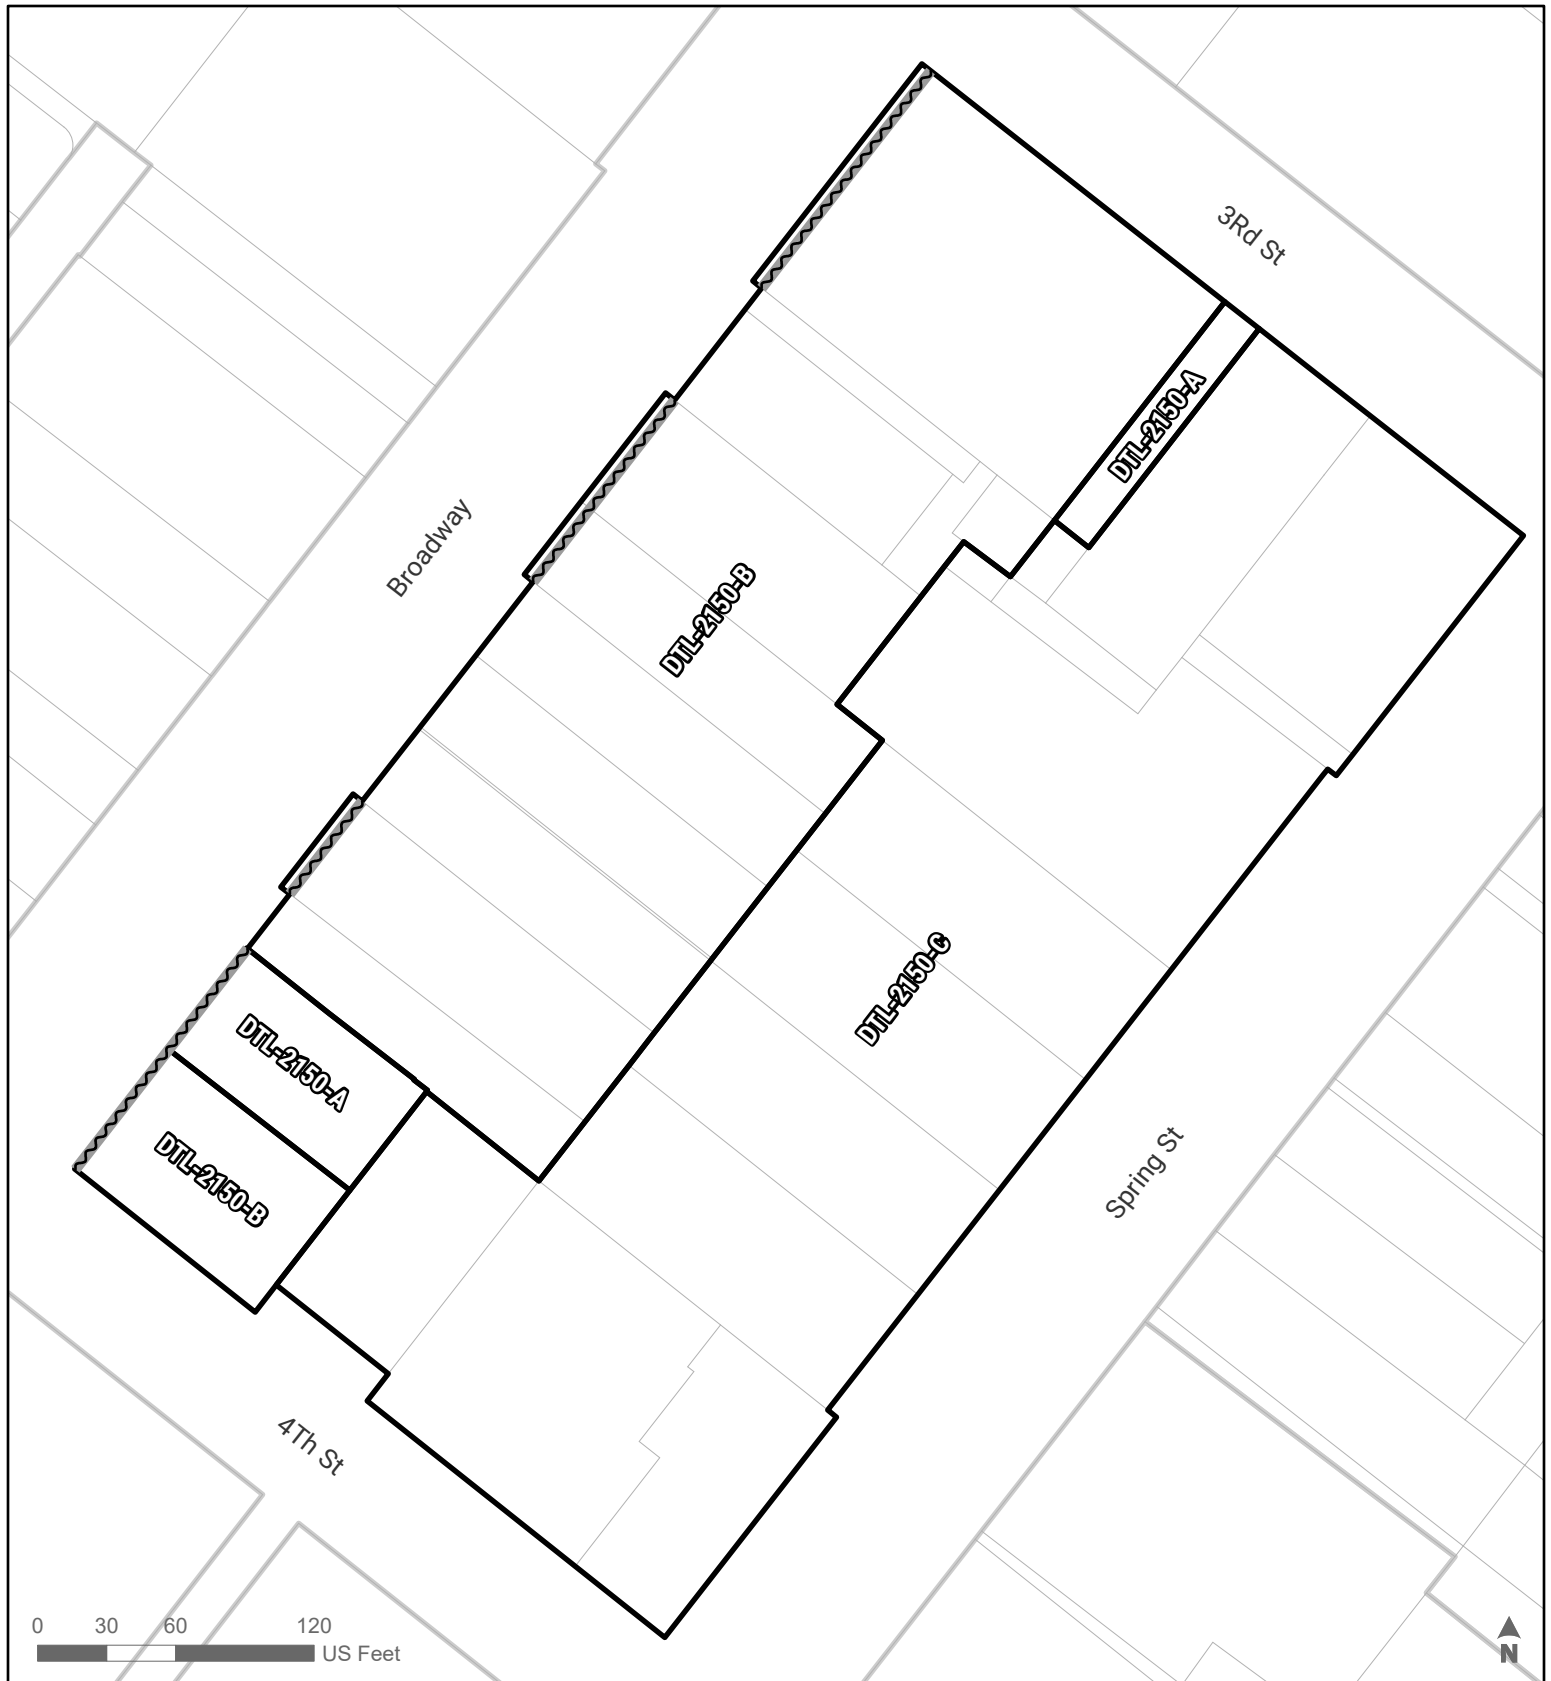 3Rd St
DTL-2150-A
Broadway
DTL-2150-B
DTL-2150-C
DTL-2150-A
DTL-2150-B
Spring St
4Th St
0 30 60 120
US Feet
N